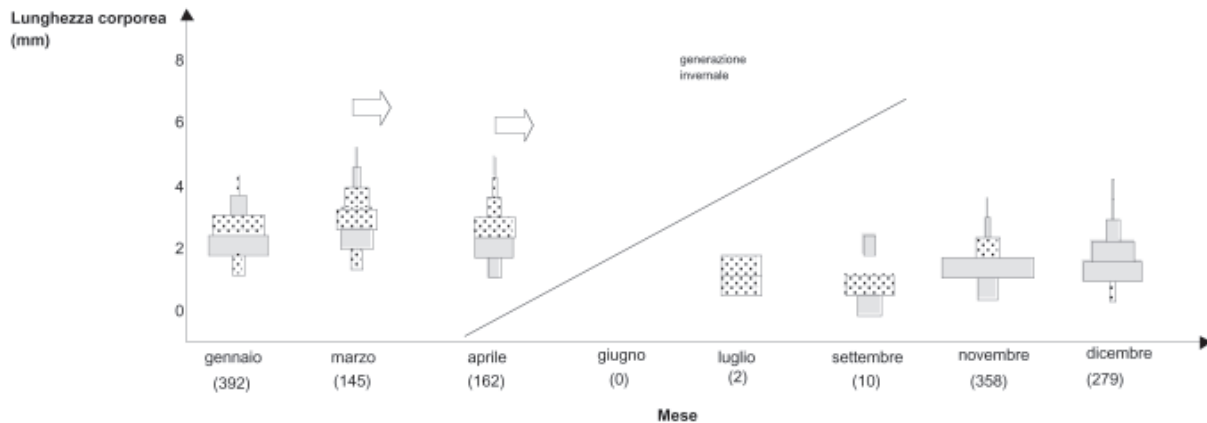 Lunghezza corporea
(mm)
8
generazione
invernale
6
4
2
0
gennaio marzo aprile giugno luglio settembre novembre dicembre
(392) (145) (162) (0) (2) (10) (358) (279)
Mese